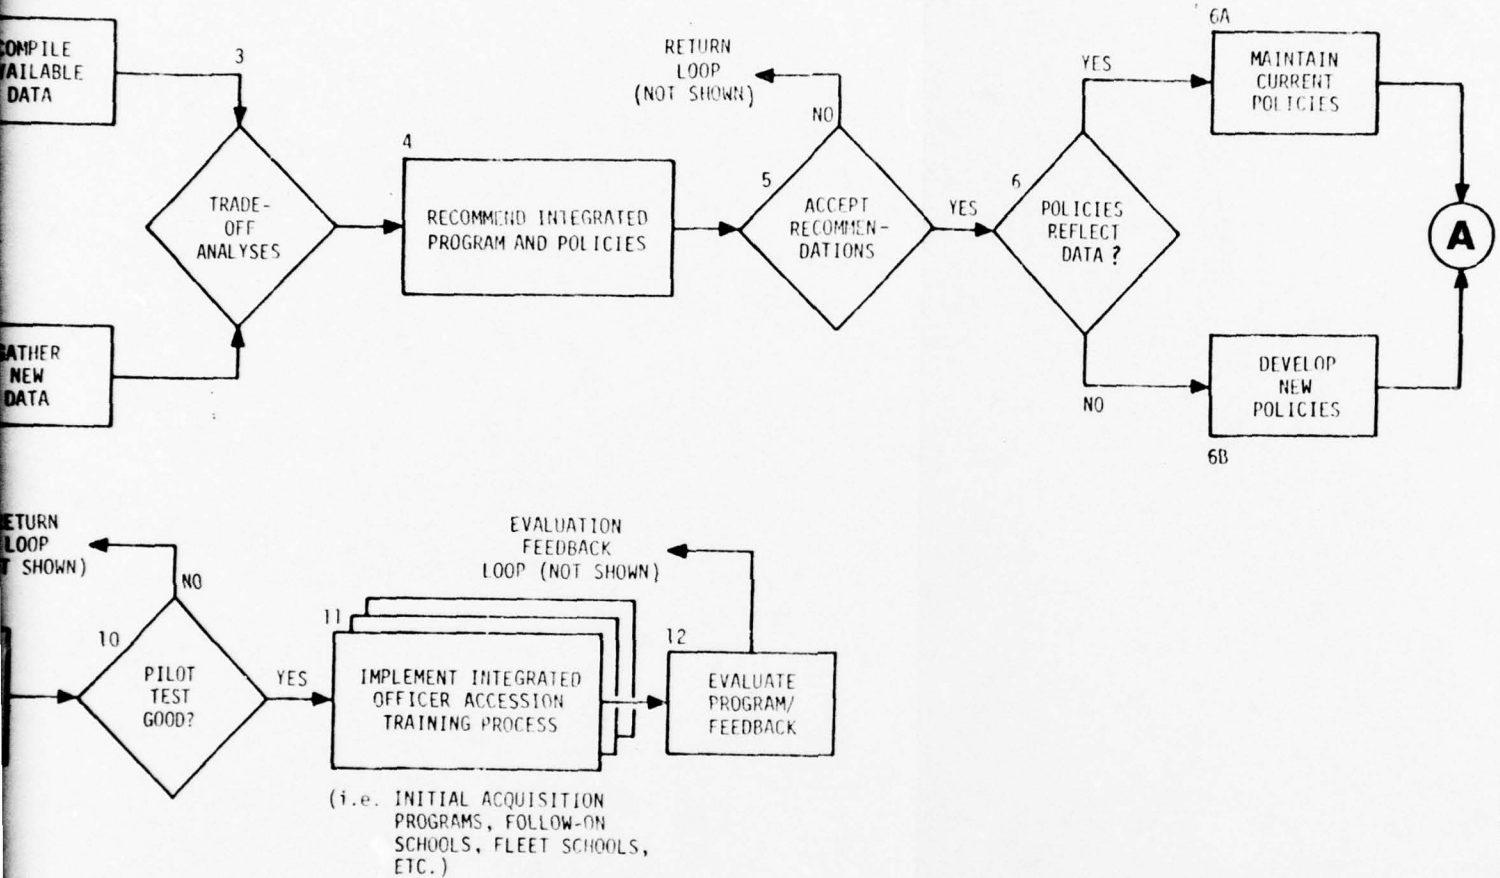 6A
COMPILE
AVAILABLE
DATA
3
RETURN
LOOP
(NOT SHOWN)
NO
YES
MAINTAIN
CURRENT
POLICIES
4
RECOMMEND INTEGRATED
PROGRAM AND POLICIES
TRADE-
OFF
ANALYSES
5
ACCEPT
RECOMMEN-
DATIONS
YES
6
POLICIES
REFLECT
DATA ?
A
GATHER
NEW
DATA
NO
DEVELOP
NEW
POLICIES
6B
RETURN
LOOP
T SHOWN)
NO
10
PILOT
TEST
GOOD?
YES
EVALUATION
FEEDBACK
LOOP (NOT SHOWN)
11
IMPLEMENT INTEGRATED
OFFICER ACCESSION
TRAINING PROCESS
12
EVALUATE
PROGRAM/
FEEDBACK
(i.e. INITIAL ACQUISITION
PROGRAMS, FOLLOW-ON
SCHOOLS, FLEET SCHOOLS,
ETC.)